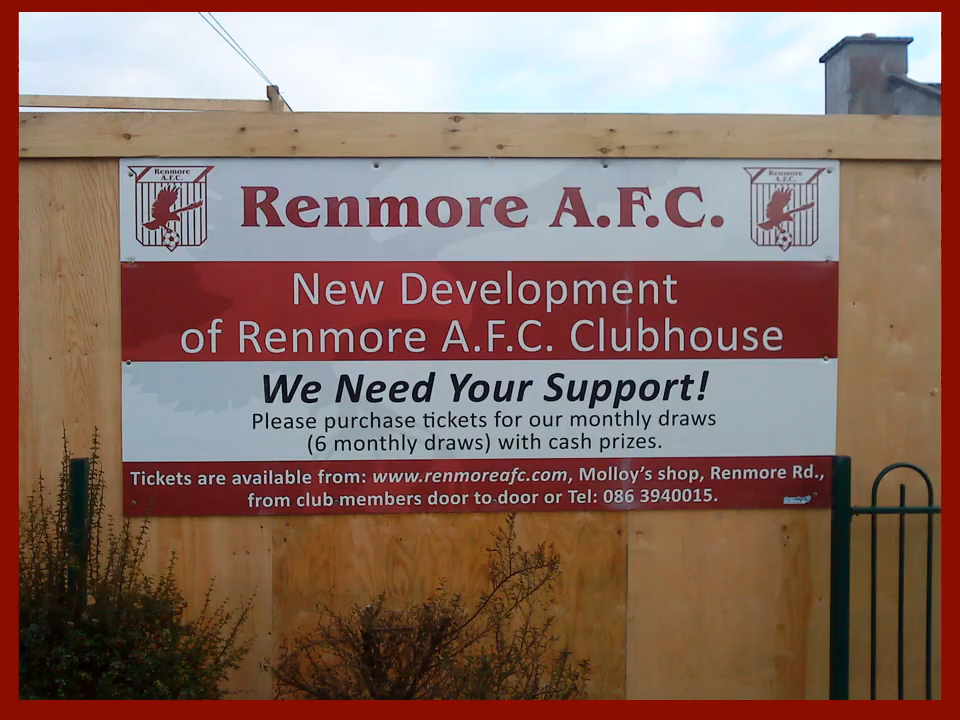 Renmore
A.F.C.
Renmore A.F.C.
Renmore
A.F.C.
New Development
of Renmore A.F.C. Clubhouse
We Need Your Support!
Please purchase tickets for our monthly draws
(6 monthly draws) with cash prizes.
Tickets are available from: www.renmoreafc.com, Molloy's shop, Renmore Rd.,
from club members door to door or Tel: 086 3940015.